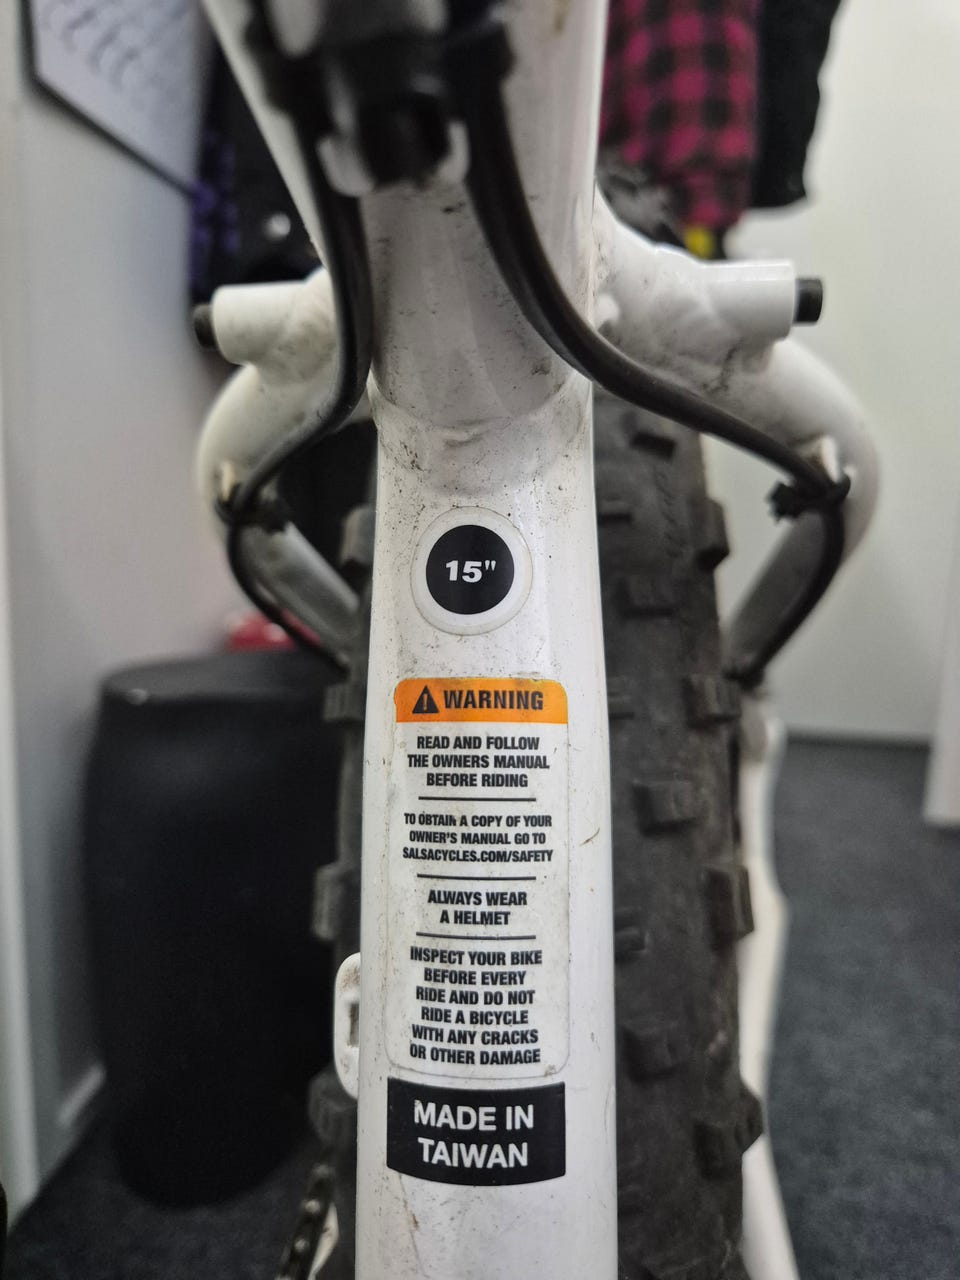 15"
WARNING
READ AND FOLLOW
THE OWNERS MANUAL
BEFORE RIDING
TO OBTAIN A COPY OF YOUR
OWNER'S MANUAL GO TO
SALSACYCLES.COM/SAFETY
ALWAYS WEAR
A HELMET
INSPECT YOUR BIKE
BEFORE EVERY
RIDE AND DO NOT
RIDE A BICYCLE
WITH ANY CRACKS
OR OTHER DAMAGE
MADE IN
TAIWAN